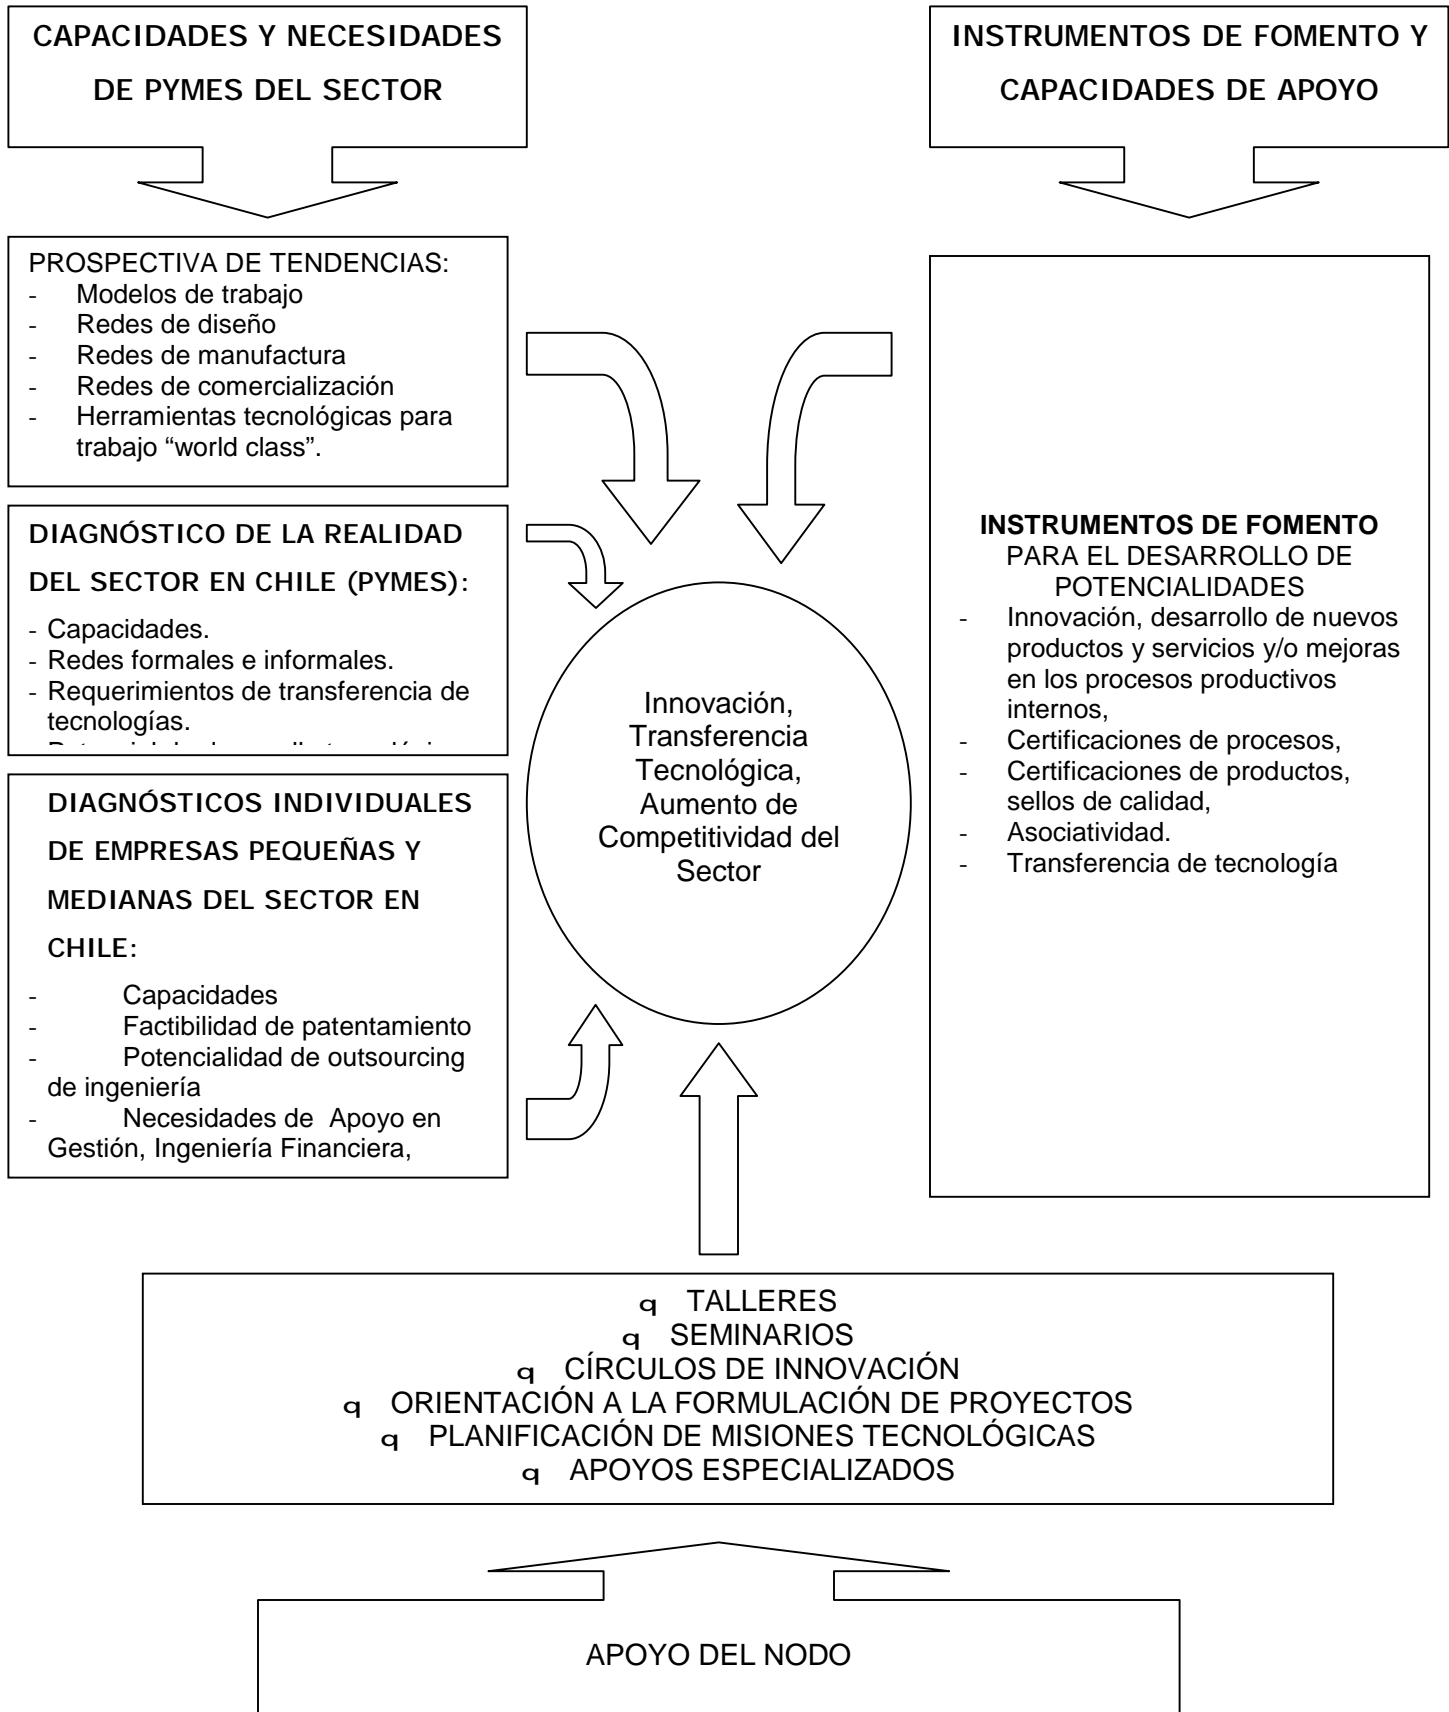 CAPACIDADES Y NECESIDADES
DE PYMES DEL SECTOR
INSTRUMENTOS DE FOMENTO Y
CAPACIDADES DE APOYO
PROSPECTIVA DE TENDENCIAS:
- Modelos de trabajo
- Redes de diseño
- Redes de manufactura
- Redes de comercialización
- Herramientas tecnológicas para
trabajo “world class”.
DIAGNÓSTICO DE LA REALIDAD
DEL SECTOR EN CHILE (PYMES):
- Capacidades.
- Redes formales e informales.
- Requerimientos de transferencia de
tecnologías.
DIAGNÓSTICOS INDIVIDUALES
DE EMPRESAS PEQUEÑAS Y
MEDIANAS DEL SECTOR EN
CHILE:
- Capacidades
- Factibilidad de patentamiento
- Potencialidad de outsourcing
de ingeniería
- Necesidades de Apoyo en
Gestión, Ingeniería Financiera,
Innovación,
Transferencia
Tecnológica,
Aumento de
Competitividad del
Sector
INSTRUMENTOS DE FOMENTO
PARA EL DESARROLLO DE
POTENCIALIDADES
- Innovación, desarrollo de nuevos
productos y servicios y/o mejoras
en los procesos productivos
internos,
- Certificaciones de procesos,
- Certificaciones de productos,
sellos de calidad,
- Asociatividad.
- Transferencia de tecnología
q TALLERES
q SEMINARIOS
q CÍRCULOS DE INNOVACIÓN
q ORIENTACIÓN A LA FORMULACIÓN DE PROYECTOS
q PLANIFICACIÓN DE MISIONES TECNOLÓGICAS
q APOYOS ESPECIALIZADOS
APOYO DEL NODO